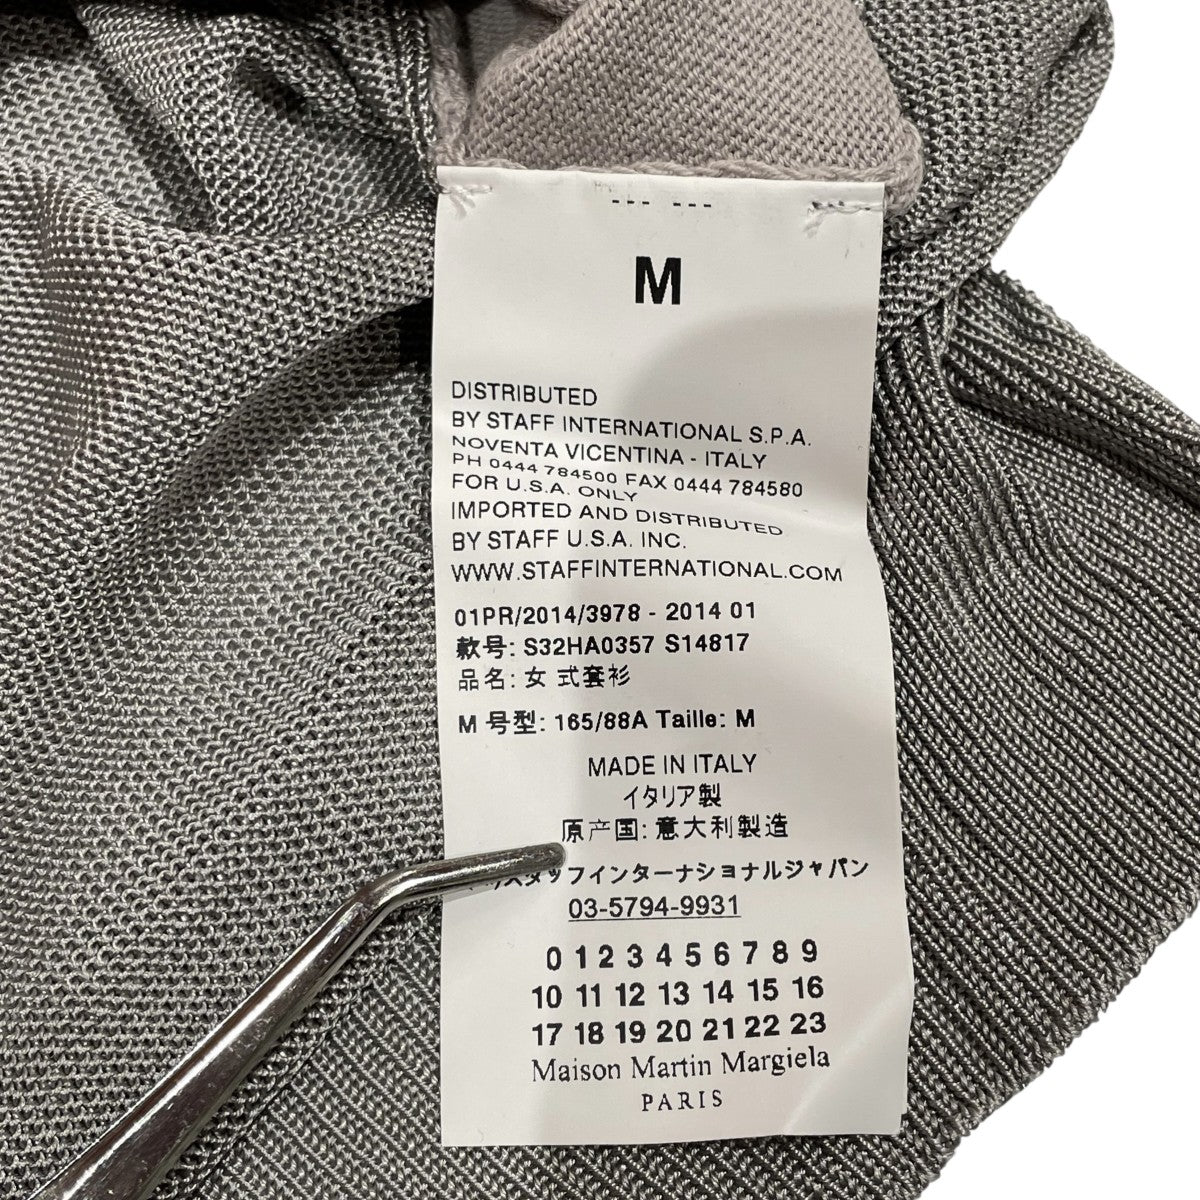 M
DISTRIBUTED
BY STAFF INTERNATIONAL S.P.A.
NOVENTA VICENTINA - ITALY
PH 0444 784500 FAX 0444 784580
FOR U.S.A. ONLY
IMPORTED AND DISTRIBUTED
BY STAFF U.S.A. INC.
WWW.STAFFINTERNATIONAL.COM
01PR/2014/3978 - 2014 01
款号: S32HA0357 S14817
品名: 女 式套衫
M 号型: 165/88A Taille: M
MADE IN ITALY
イタリア製
原产国: 意大利製造
スタッフインターナショナルジャパン
03-5794-9931
0 1 2 3 4 5 6 7 8 9
10 11 12 13 14 15 16
17 18 19 20 21 22 23
Maison Martin Margiela
PARIS